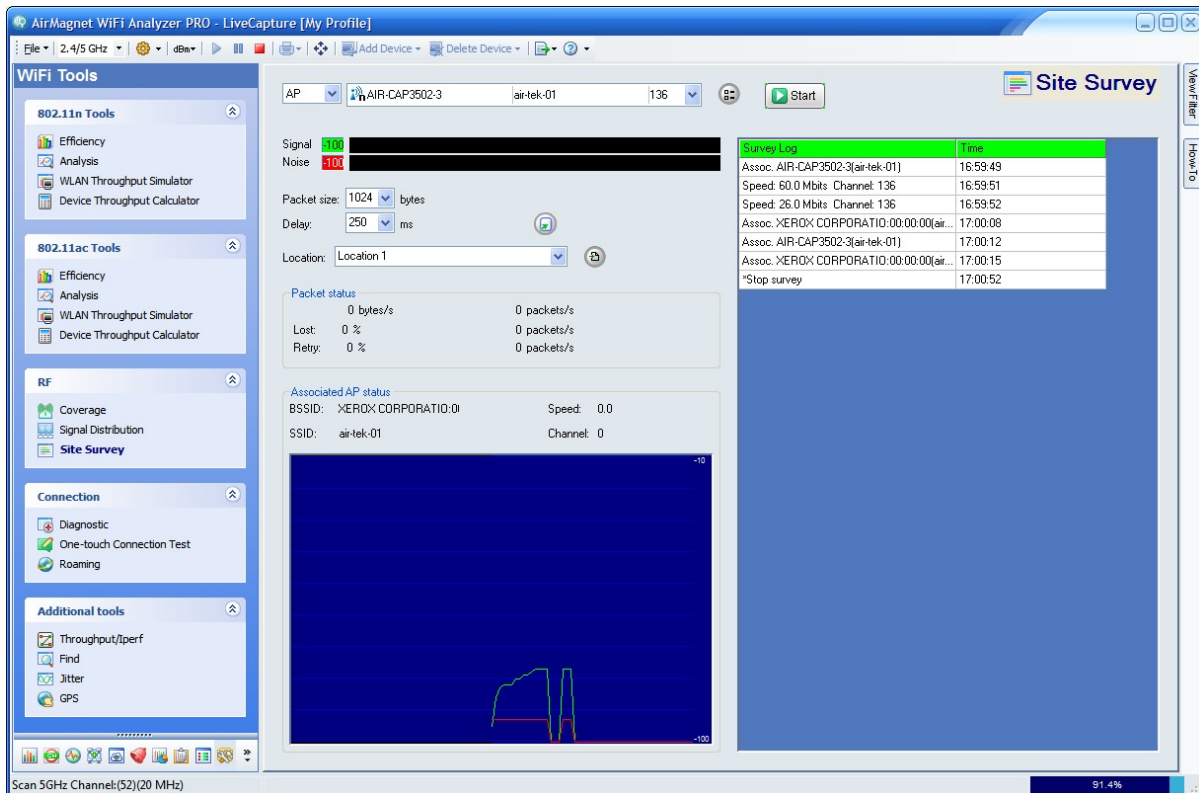 AirMagnet WiFi Analyzer PRO - LiveCapture [My Profile]
File 2.4/5 GHz dBm Add Device Delete Device
WiFi Tools
802.11n Tools
Efficiency
Analysis
WLAN Throughput Simulator
Device Throughput Calculator
802.11ac Tools
Efficiency
Analysis
WLAN Throughput Simulator
Device Throughput Calculator
RF
Coverage
Signal Distribution
Site Survey
Connection
Diagnostic
One-touch Connection Test
Roaming
Additional tools
Throughput/Iperf
Find
Jitter
GPS
AP AIR-CAP3502-3 air-tek-01 136 Start
Site Survey
Signal -100
Noise -100
Packet size: 1024 bytes
Delay: 250 ms
Location: Location 1
Packet status
0 bytes/s 0 packets/s
Lost: 0 % 0 packets/s
Retry: 0 % 0 packets/s
Associated AP status
BSSID: XEROX CORPORATIO:0 Speed: 0.0
SSID: air-tek-01 Channel: 0
-10
-100
Survey Log Time
Assoc. AIR-CAP3502-3(air-tek-01) 16:59:49
Speed: 60.0 Mbits Channel: 136 16:59:51
Speed: 26.0 Mbits Channel: 136 16:59:52
Assoc. XEROX CORPORATIO:00:00:00(air... 17:00:08
Assoc. AIR-CAP3502-3(air-tek-01) 17:00:12
Assoc. XEROX CORPORATIO:00:00:00(air... 17:00:15
*Stop survey 17:00:52
ViewFilter
How-To
Scan 5GHz Channel:(52)(20 MHz) 91.4%